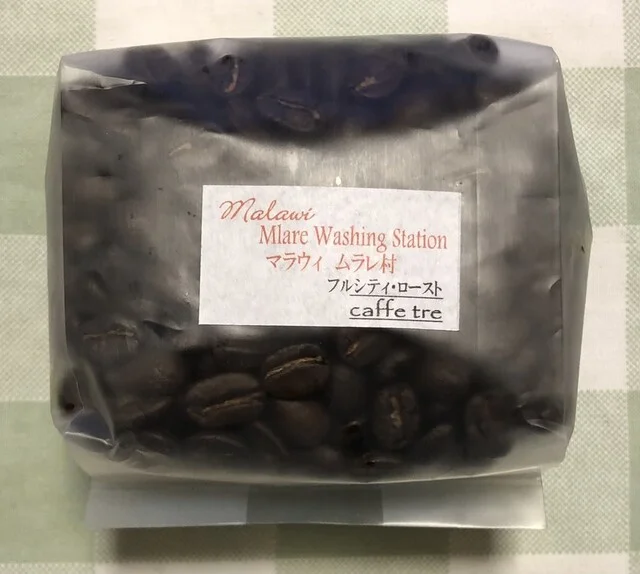 Malawi
Mlare Washing Station
マラウィ ムラレ村
フルシティ・ロースト
caffe tre